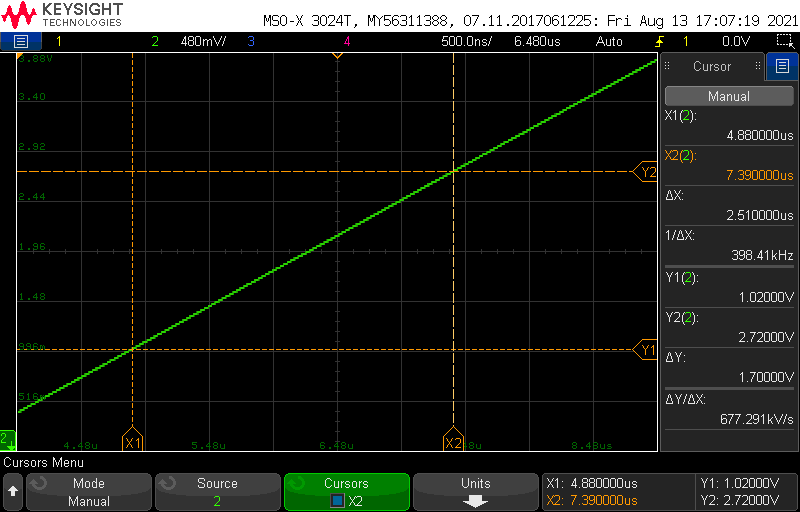 KEYSIGHT
TECHNOLOGIES
MSO-X 3024T, MY56311388, 07.11.2017061225: Fri Aug 13 17:07:19 2021
1 2 480mV/ 3 4 500.0ns/ 6.480us Auto 1 0.0V
3.88V
3.40
2.92
2.44
1.96
1.48
996m
516m
4.48u 5.48u 6.48u 8.48u
Y2
Y1
X1 X2
2
Cursor
Manual
X1(2):
4.880000us
X2(2):
7.390000us
ΔX:
2.510000us
1/ΔX:
398.41kHz
Y1(2):
1.02000V
Y2(2):
2.72000V
ΔY:
1.70000V
ΔY/ΔX:
677.291kV/s
Cursors Menu
Mode
Manual
Source
2
Cursors
X2
Units
X1: 4.880000us
X2: 7.390000us
Y1: 1.02000V
Y2: 2.72000V